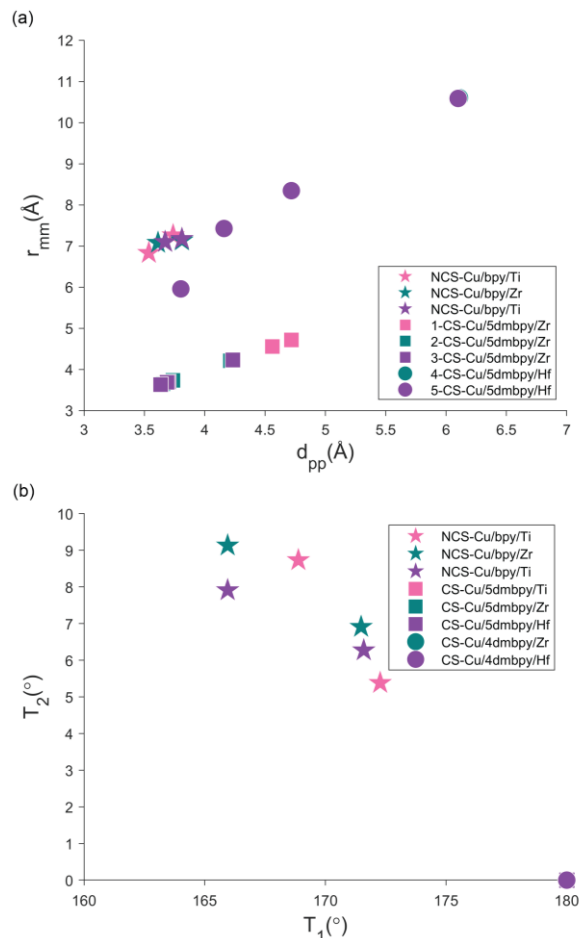 (a)
12
11
10
9
8
7
6
5
4
3
r_mm(Å)
NCS-Cu/bpy/Ti
NCS-Cu/bpy/Zr
NCS-Cu/bpy/Ti
1-CS-Cu/5dmbpy/Zr
2-CS-Cu/5dmbpy/Zr
3-CS-Cu/5dmbpy/Zr
4-CS-Cu/5dmbpy/Hf
5-CS-Cu/5dmbpy/Hf
3 3.5 4 4.5 5 5.5 6 6.5 7
d_pp(Å)
(b)
10
9
8
7
6
5
4
3
2
1
0
T_2(°)
NCS-Cu/bpy/Ti
NCS-Cu/bpy/Zr
NCS-Cu/bpy/Ti
CS-Cu/5dmbpy/Ti
CS-Cu/5dmbpy/Zr
CS-Cu/5dmbpy/Hf
CS-Cu/4dmbpy/Zr
CS-Cu/4dmbpy/Hf
160 165 170 175 180
T_1(°)